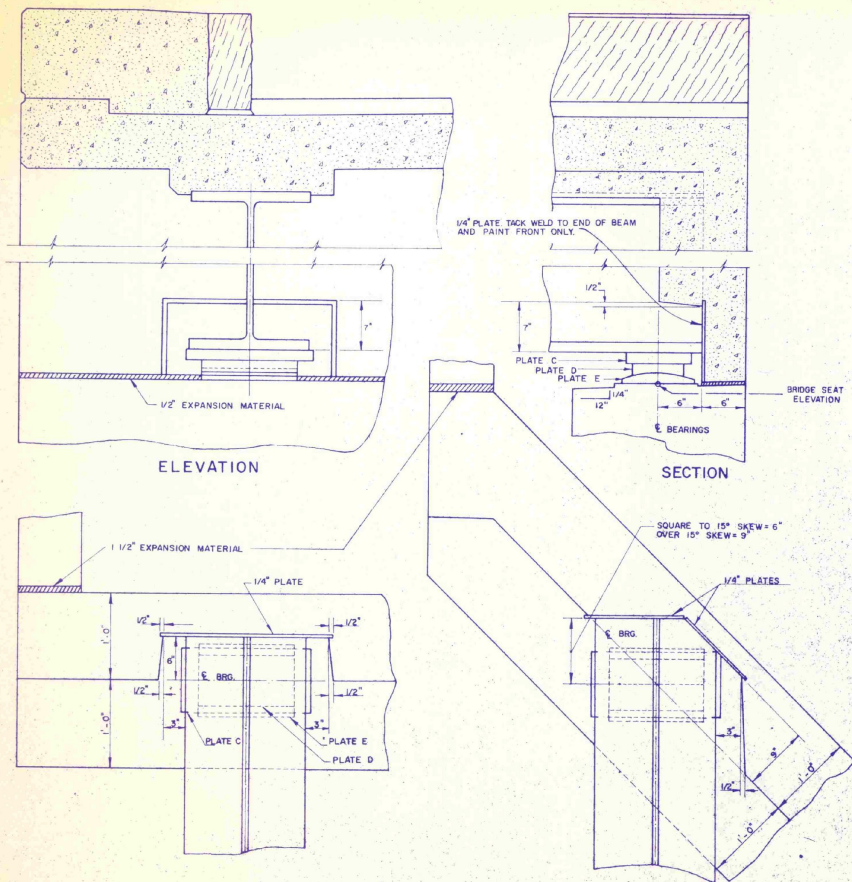 1/4" PLATE TACK WELD TO END OF BEAM
AND PAINT FRONT ONLY.
1/2"
7"
7"
PLATE C
PLATE D
PLATE E
1/4"
12"
6"
6"
BRIDGE SEAT
ELEVATION
℄ BEARINGS
1/2" EXPANSION MATERIAL
ELEVATION
SECTION
1 1/2" EXPANSION MATERIAL
1/4" PLATE
1/2"
1/2"
1'-0"
6"
℄ BRG.
1/2"
1/2"
3"
3"
1'-0"
PLATE C
PLATE E
PLATE D
SQUARE TO 15° SKEW = 6"
OVER 15° SKEW = 9"
1/4" PLATES
℄ BRG.
3"
9"
1'-0"
1/2"
1'-0"